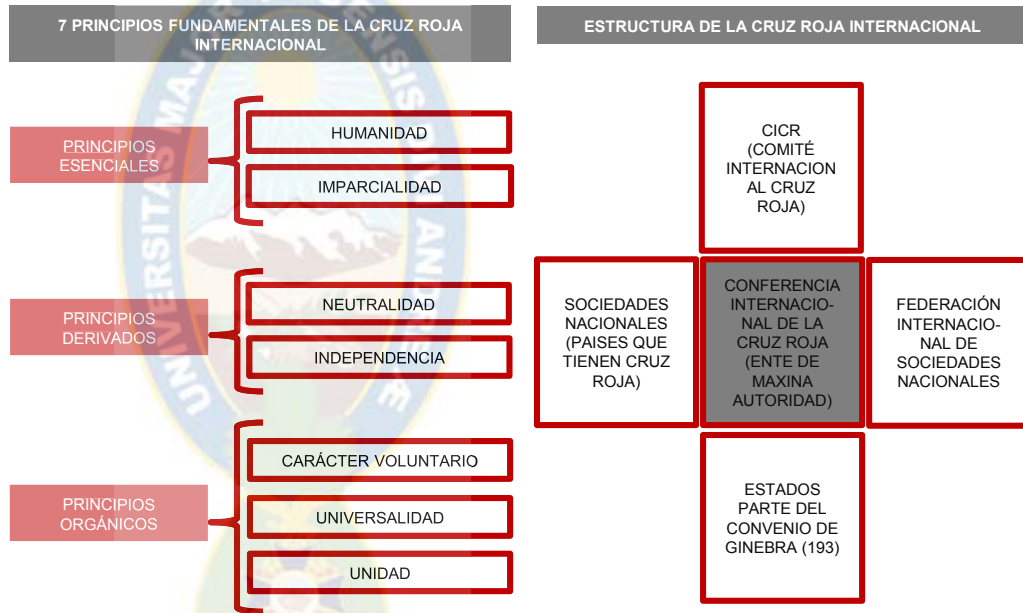 7 PRINCIPIOS FUNDAMENTALES DE LA CRUZ ROJA
INTERNACIONAL
PRINCIPIOS
ESENCIALES
HUMANIDAD
IMPARCIALIDAD
PRINCIPIOS
DERIVADOS
NEUTRALIDAD
INDEPENDENCIA
PRINCIPIOS
ORGÁNICOS
CARÁCTER VOLUNTARIO
UNIVERSALIDAD
UNIDAD
ESTRUCTURA DE LA CRUZ ROJA INTERNACIONAL
CICR
(COMITÉ
INTERNACION
AL CRUZ
ROJA)
SOCIEDADES
NACIONALES
(PAISES QUE
TIENEN CRUZ
ROJA)
CONFERENCIA
INTERNACIO-
NAL DE LA
CRUZ ROJA
(ENTE DE
MAXINA
AUTORIDAD)
FEDERACIÓN
INTERNACIO-
NAL DE
SOCIEDADES
NACIONALES
ESTADOS
PARTE DEL
CONVENIO DE
GINEBRA (193)
UNIVERSITAS MAJOR